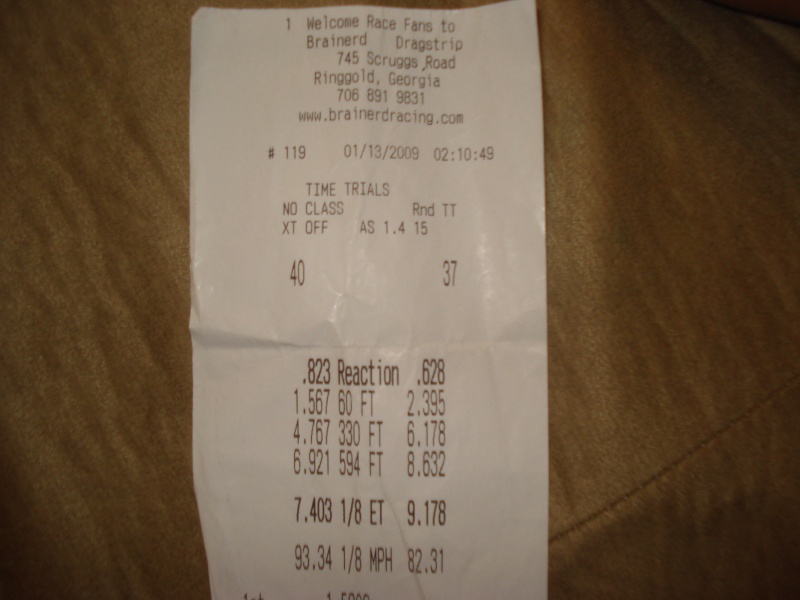 1 Welcome Race Fans to
Brainerd Dragstrip
745 Scruggs Road
Ringgold, Georgia
706 891 9831
www.brainerdracing.com
# 119 01/13/2009 02:10:49
TIME TRIALS
NO CLASS Rnd TT
XT OFF AS 1.4 15
40 37
.823 Reaction .628
1.567 60 FT 2.395
4.767 330 FT 6.178
6.921 594 FT 8.632
7.403 1/8 ET 9.178
93.34 1/8 MPH 82.31